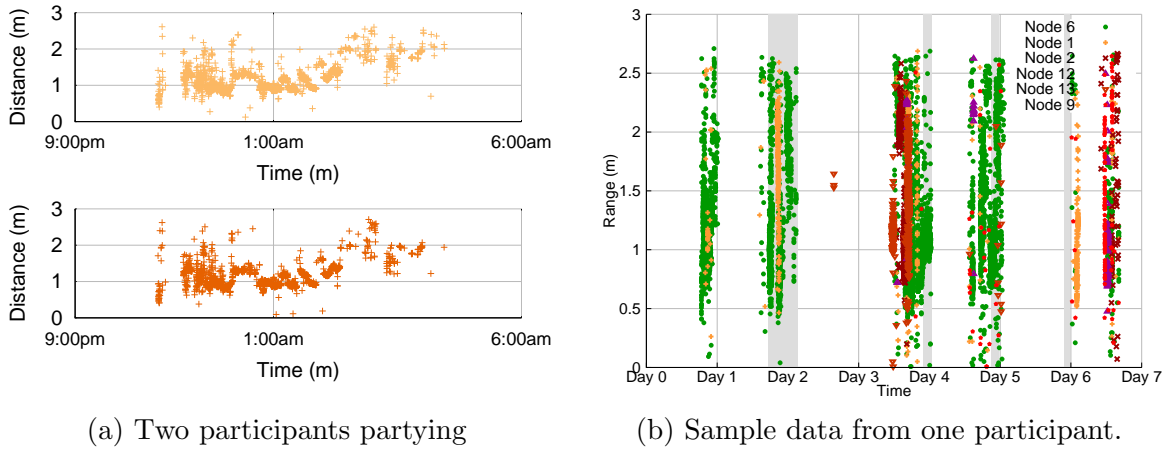 3
2
1
0
Distance (m)
9:00pm
1:00am
6:00am
Time (m)
3
2
1
0
Distance (m)
9:00pm
1:00am
6:00am
Time (m)
(a) Two participants partying
3
2.5
2
1.5
1
0.5
0
Range (m)
Node 6
Node 1
Node 2
Node 12
Node 13
Node 9
Day 0
Day 1
Day 2
Day 3
Day 4
Day 5
Day 6
Day 7
Time
(b) Sample data from one participant.